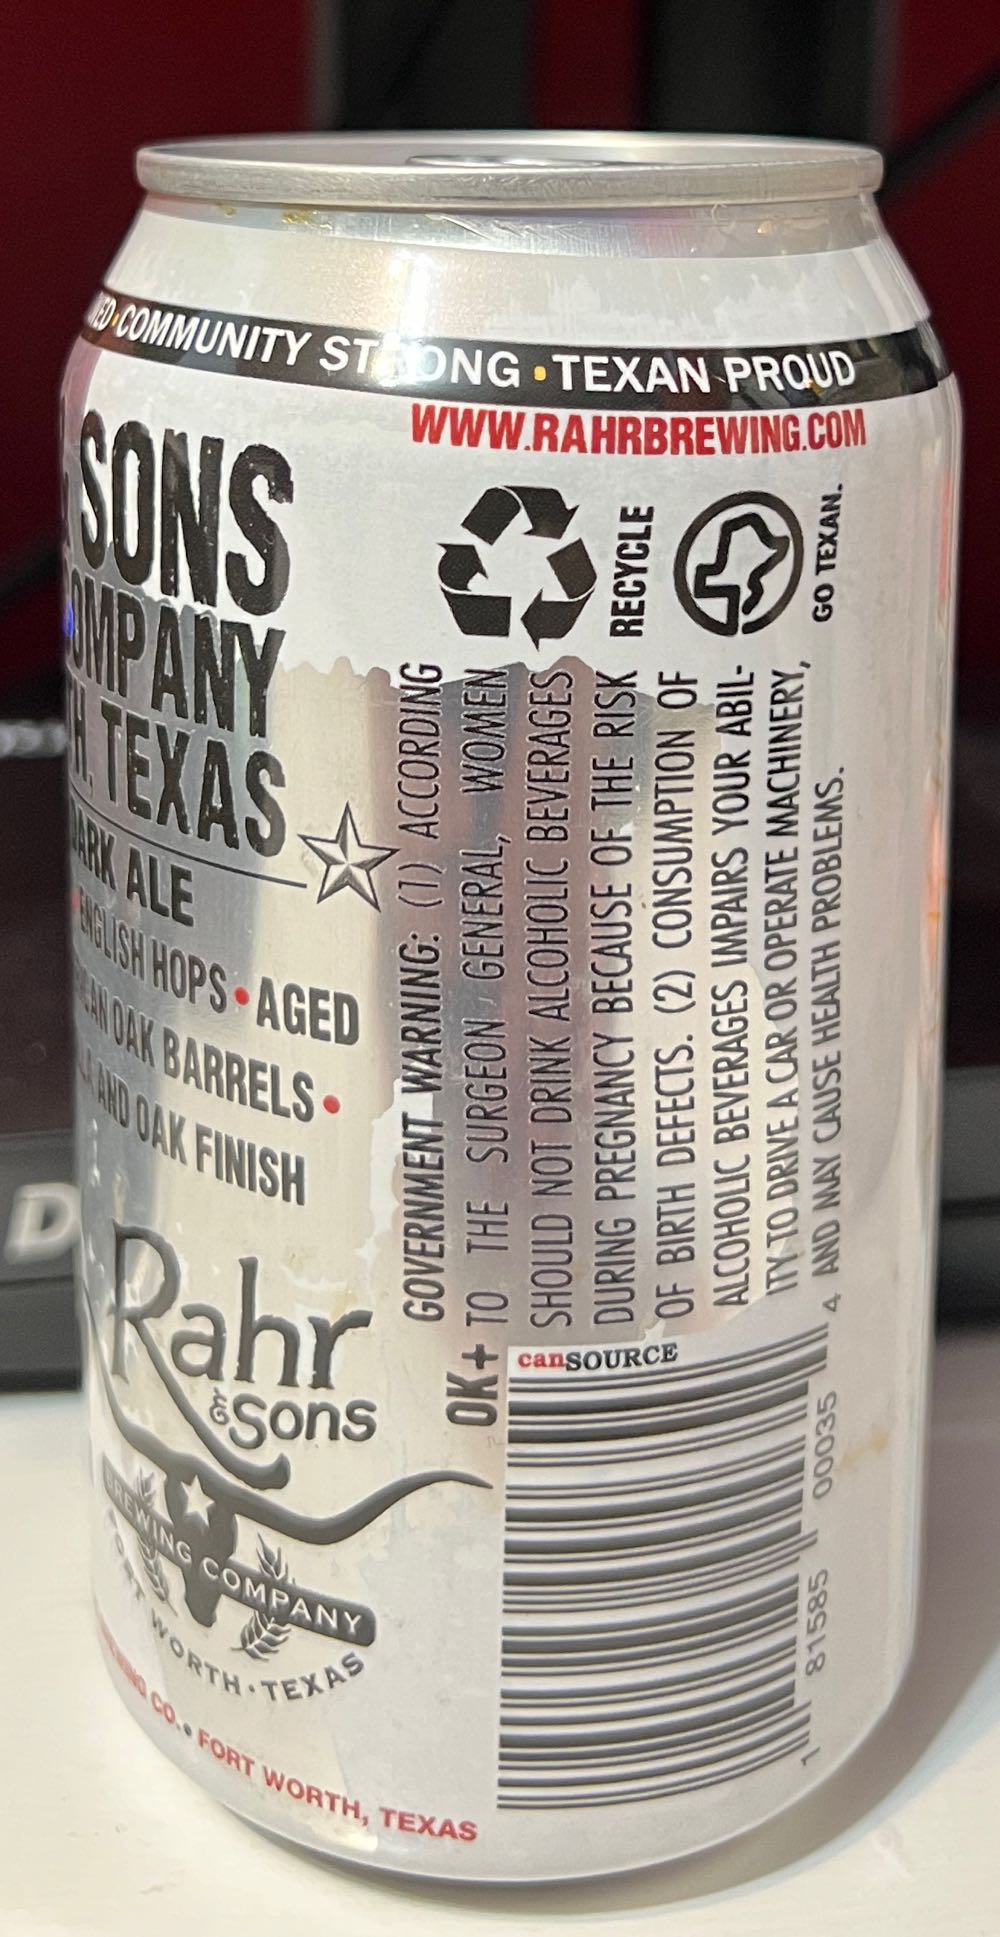 COMMUNITY STRONG • TEXAN PROUD
WWW.RAHRBREWING.COM
SONS
COMPANY
TEXAS
DARK ALE
ENGLISH HOPS • AGED
OAK BARRELS •
AND OAK FINISH
Rahr
& Sons
BREWING COMPANY
FORT WORTH • TEXAS
CO. • FORT WORTH, TEXAS
RECYCLE
GO TEXAN.
GOVERNMENT WARNING: (1) ACCORDING
TO THE SURGEON GENERAL, WOMEN
SHOULD NOT DRINK ALCOHOLIC BEVERAGES
DURING PREGNANCY BECAUSE OF THE RISK
OF BIRTH DEFECTS. (2) CONSUMPTION OF
ALCOHOLIC BEVERAGES IMPAIRS YOUR ABIL-
ITY TO DRIVE A CAR OR OPERATE MACHINERY,
AND MAY CAUSE HEALTH PROBLEMS.
OK+
canSOURCE
1 81585 00035 4
D